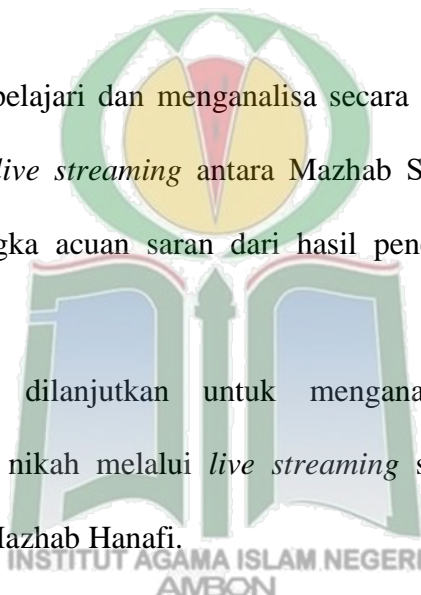 pelajari dan menganalisa secara
live streaming antara Mazhab S
gka acuan saran dari hasil pene
dilanjutkan untuk mengana
nikah melalui live streaming s
Mazhab Hanafi.
INSTITUT AGAMA ISLAM NEGERI
AMBON